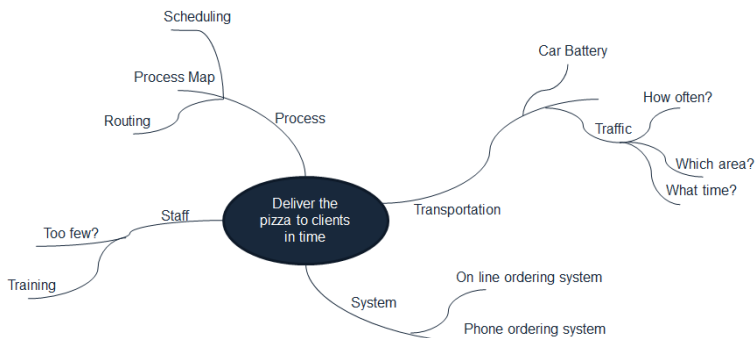 Scheduling
Process Map
Routing
Process
Car Battery
How often?
Traffic
Which area?
What time?
Transportation
Deliver the
pizza to clients
in time
Staff
Too few?
Training
System
On line ordering system
Phone ordering system